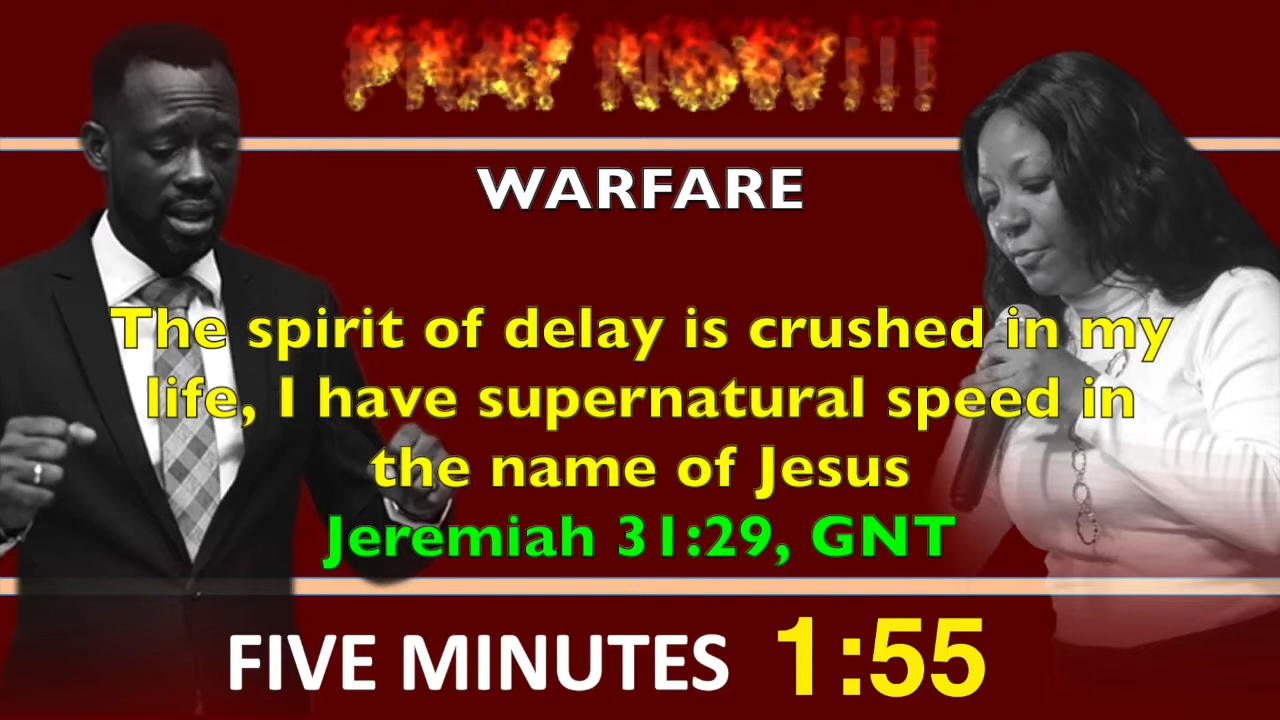 PRAY NOW!!!
WARFARE
The spirit of delay is crushed in my
life, I have supernatural speed in
the name of Jesus
Jeremiah 31:29, GNT
FIVE MINUTES 1:55